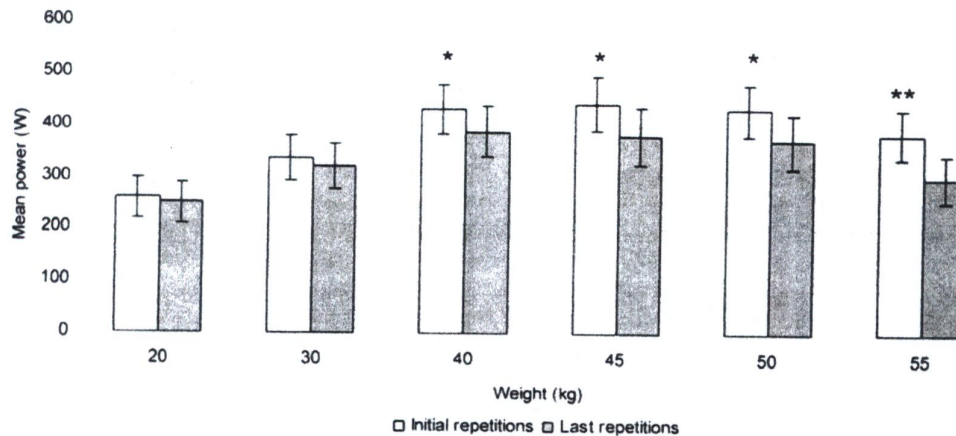 600
500
400
300
200
100
0
Mean power (W)
* * * **
20 30 40 45 50 55
Weight (kg)
Initial repetitions Last repetitions